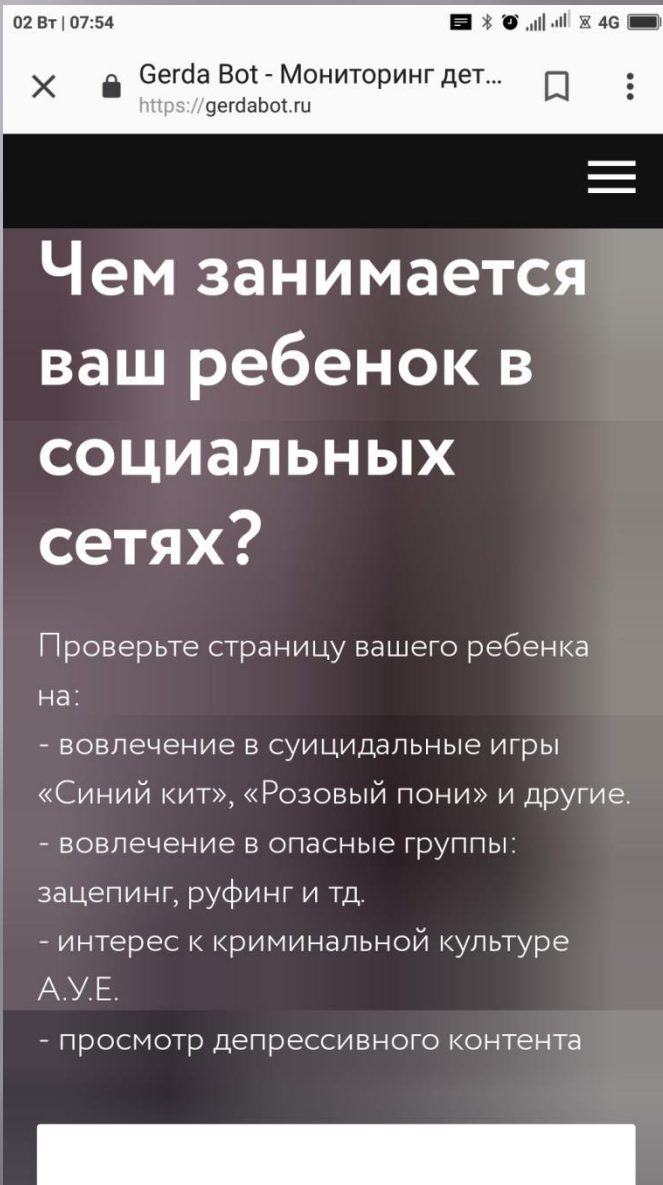 02 Вт | 07:54
4G
Gerda Bot - Мониторинг дет...
https://gerdabot.ru
Чем занимается
ваш ребенок в
социальных
сетях?
Проверьте страницу вашего ребенка
на:
- вовлечение в суицидальные игры
«Синий кит», «Розовый пони» и другие.
- вовлечение в опасные группы:
зацепинг, руфинг и тд.
- интерес к криминальной культуре
А.У.Е.
- просмотр депрессивного контента